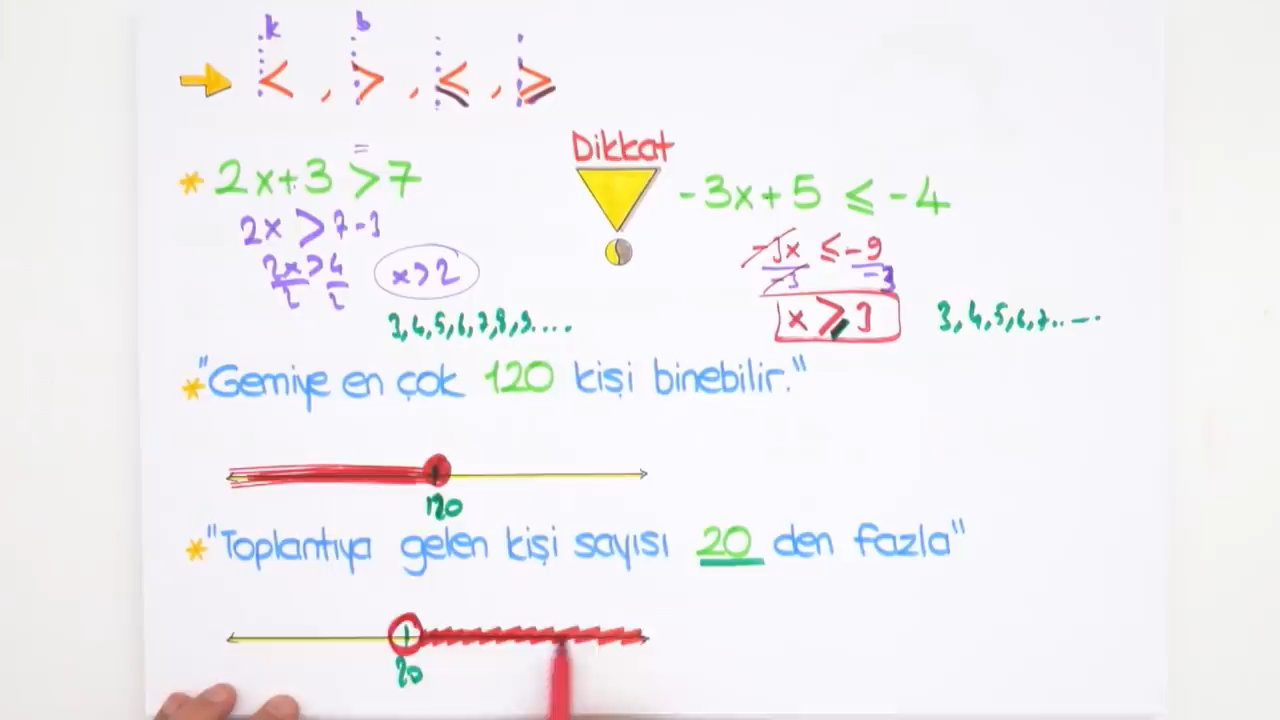 k b
< , > , ≤ , ≥
=
* 2x+3 > 7
2x > 7-3
2x > 4
2 2
x > 2
3,4,5,6,7,8,9....
Dikkat
-3x+5 ≤ -4
-3x ≤ -9
-3 -3
x ≥ 3
3,4,5,6,7......
* "Gemiye en çok 120 kişi binebilir."
120
* "Toplantıya gelen kişi sayısı 20 den fazla"
20